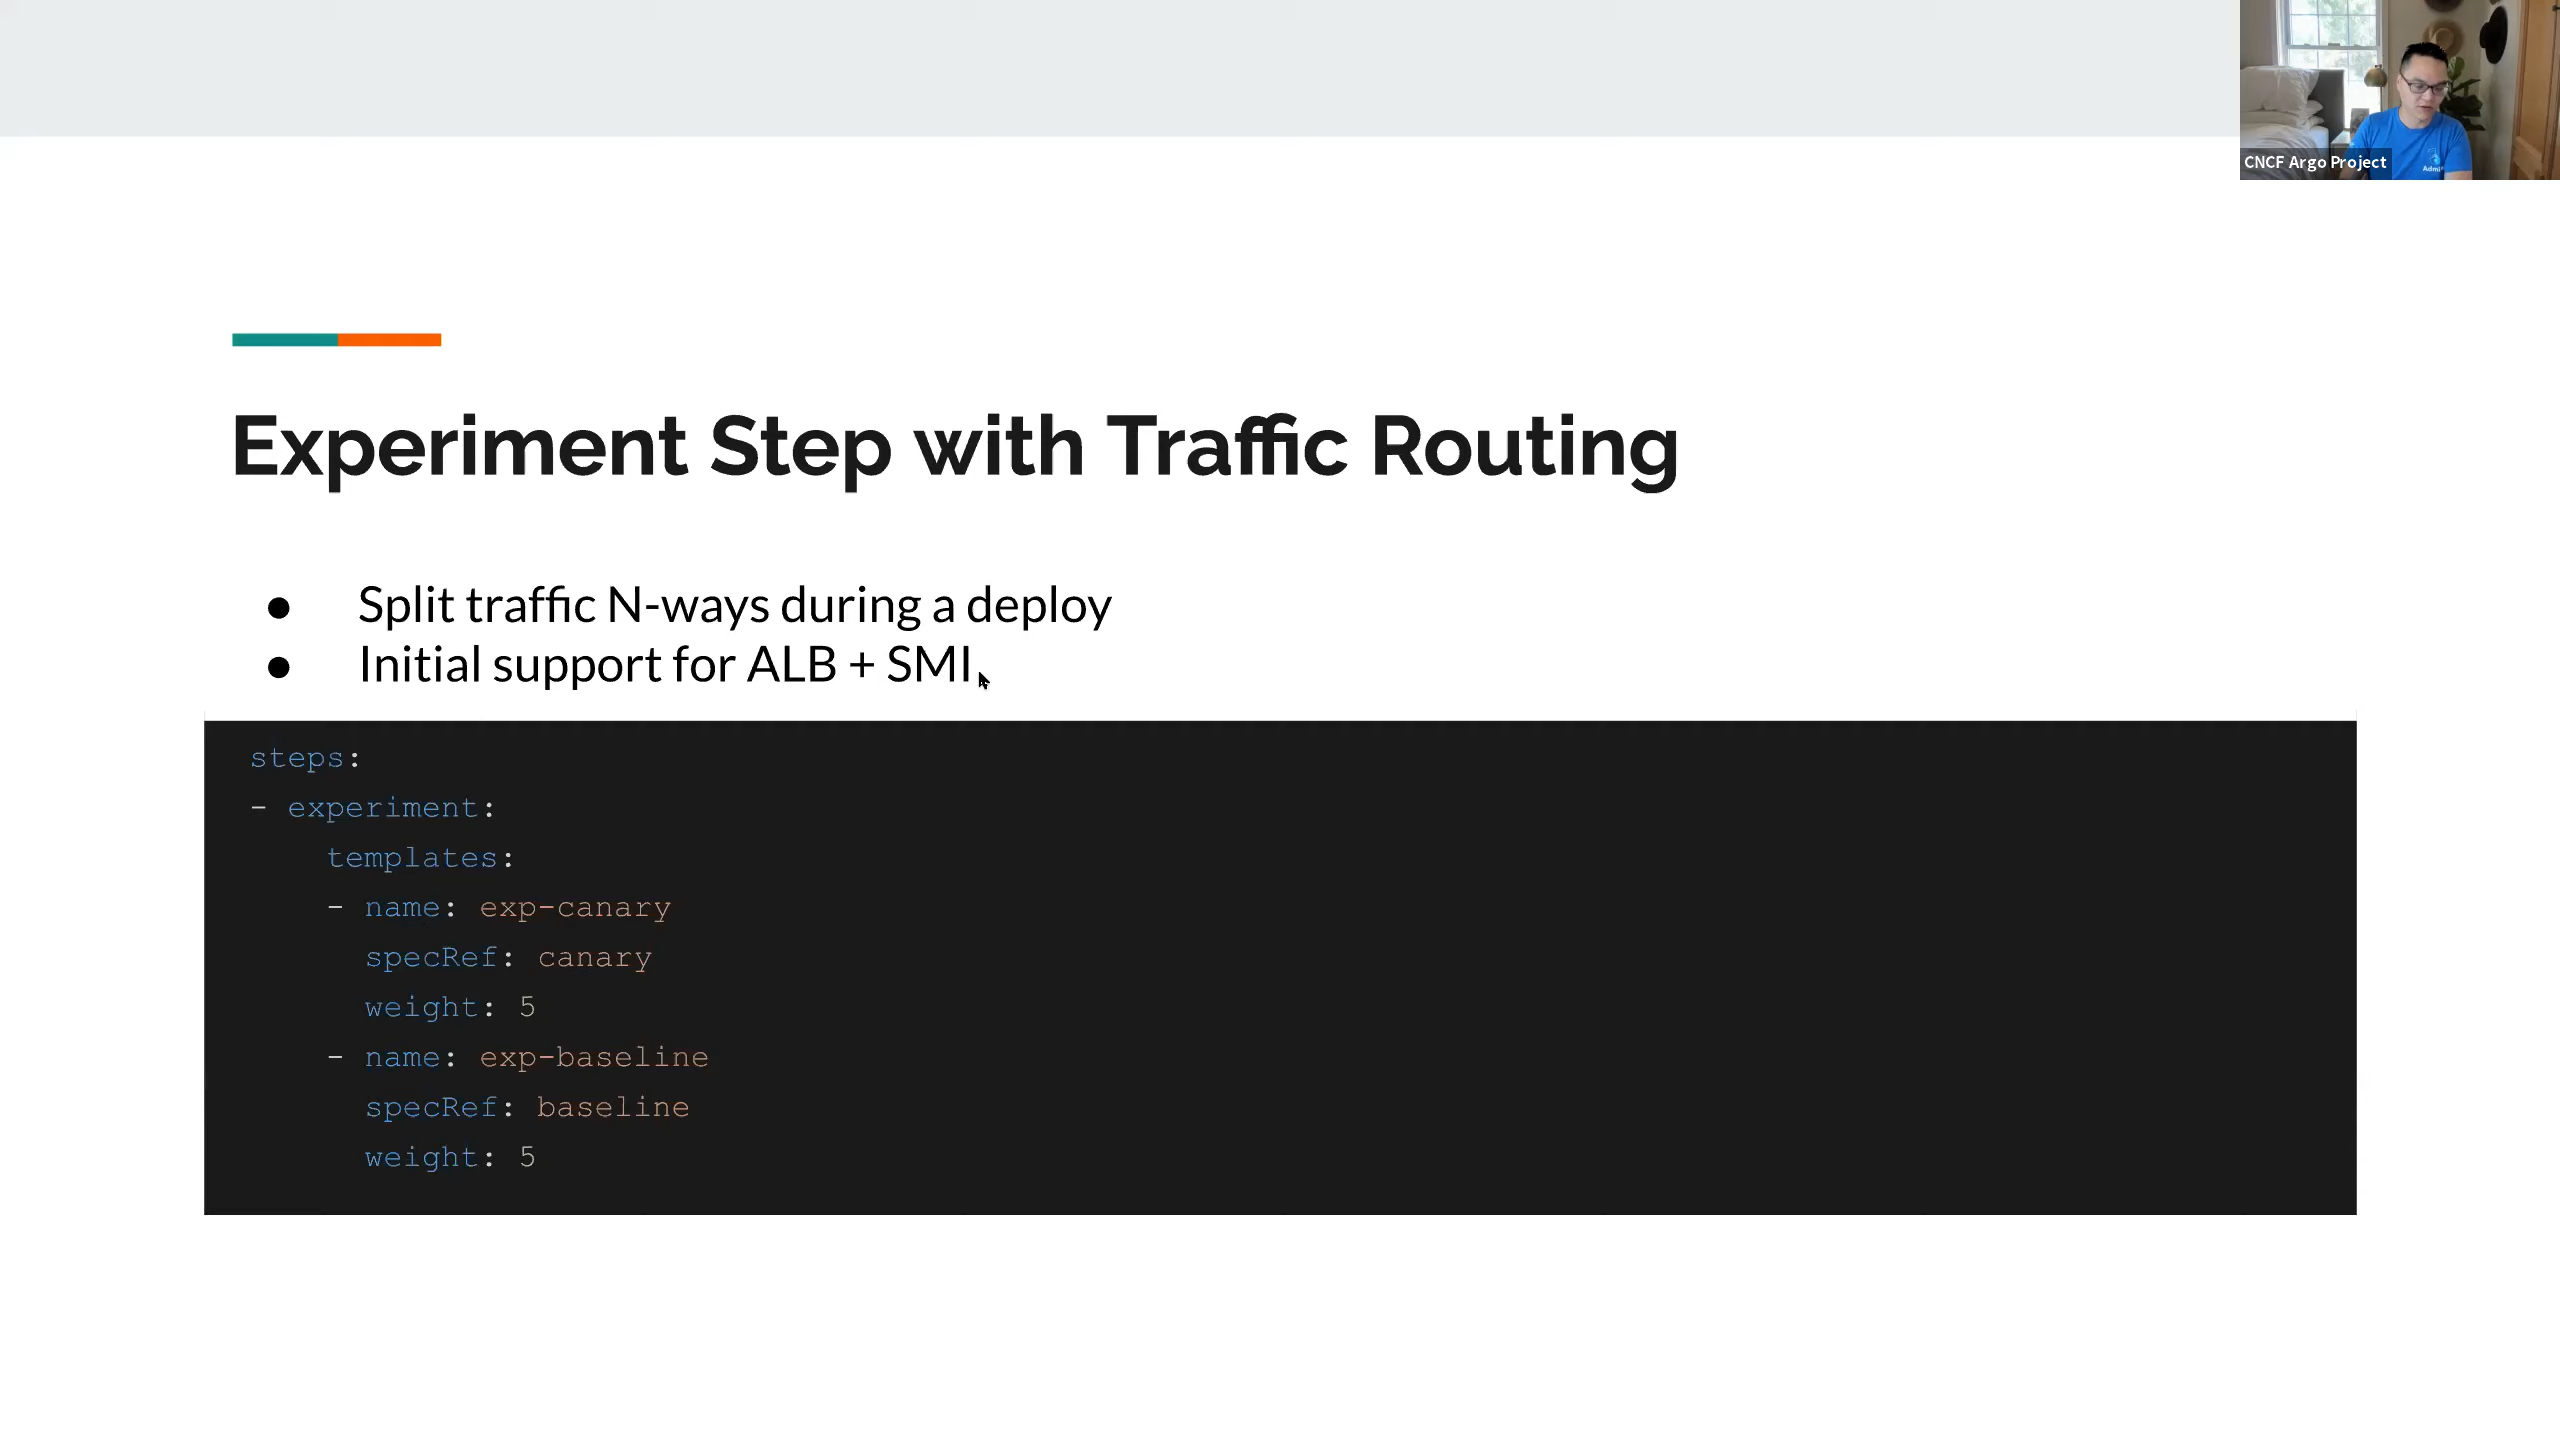 CNCF Argo Project
Experiment Step with Traffic Routing
● Split traffic N-ways during a deploy
● Initial support for ALB + SMI
steps:
- experiment:
    templates:
    - name: exp-canary
      specRef: canary
      weight: 5
    - name: exp-baseline
      specRef: baseline
      weight: 5